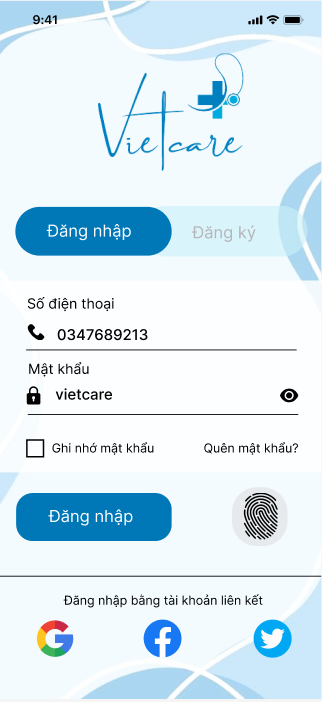 9:41
Vietcare
Đăng nhập
Đăng ký
Số điện thoại
0347689213
Mật khẩu
vietcare
Ghi nhớ mật khẩu
Quên mật khẩu?
Đăng nhập
Đăng nhập bằng tài khoản liên kết